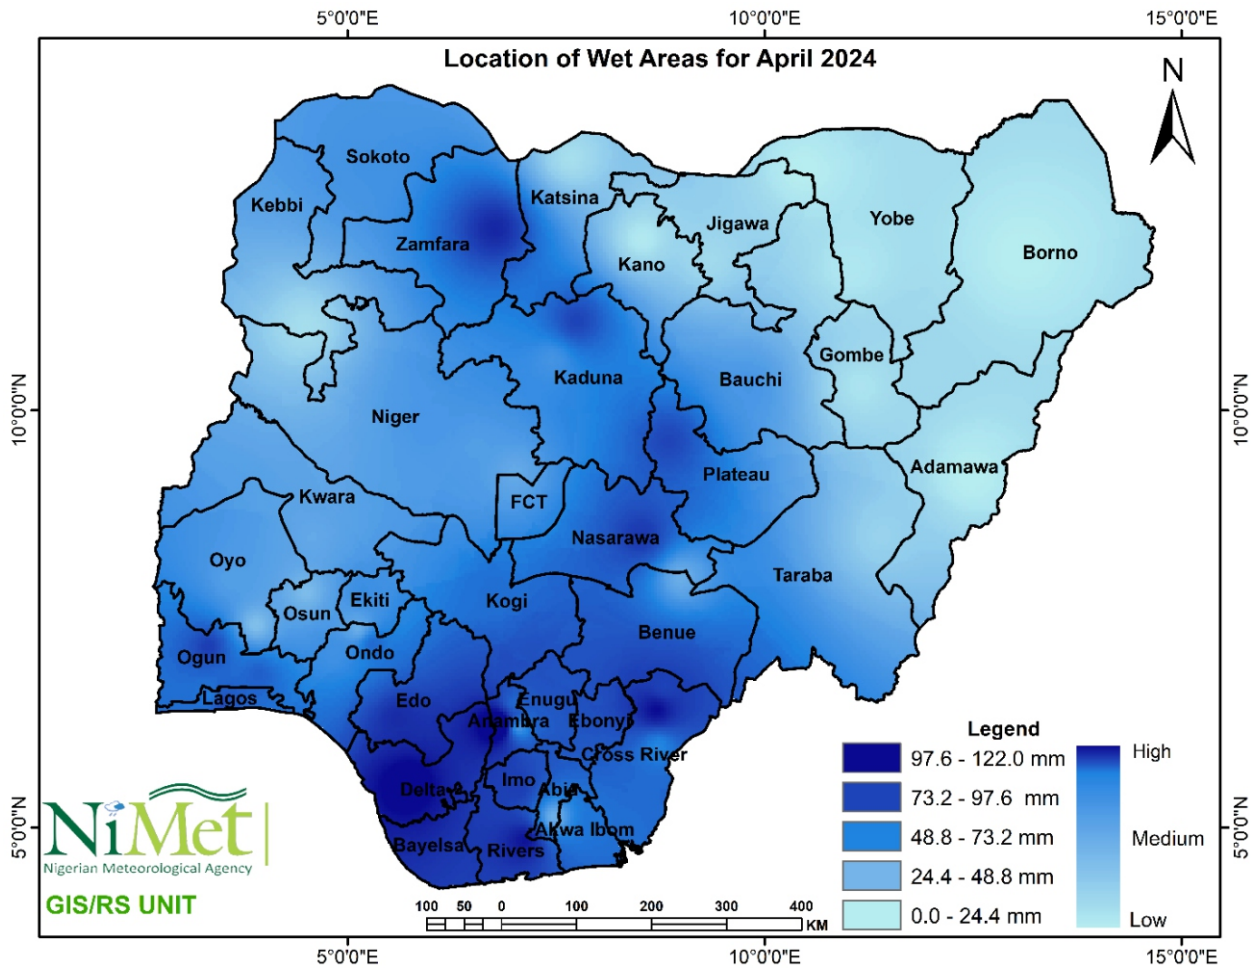 5°0'0"E 10°0'0"E 15°0'0"E
Location of Wet Areas for April 2024
N
Sokoto
Katsina
Kebbi
Jigawa
Yobe
Zamfara
Kano
Borno
Gombe
Kaduna
Bauchi
10°0'0"N
10°0'0"N
Niger
Adamawa
Plateau
Kwara
FCT
Nasarawa
Oyo
Taraba
Ekiti
Kogi
Osun
Benue
Ondo
Ogun
Lagos
Edo
Enugu
Anambra
Ebonyi
Cross River
Imo
Delta
Abia
Akwa Ibom
Bayelsa
Rivers
5°0'0"N
5°0'0"N
Legend
97.6 - 122.0 mm
73.2 - 97.6 mm
48.8 - 73.2 mm
24.4 - 48.8 mm
0.0 - 24.4 mm
High
Medium
Low
NiMet
Nigerian Meteorological Agency
GIS/RS UNIT
100 50 0 100 200 300 400
KM
5°0'0"E 10°0'0"E 15°0'0"E